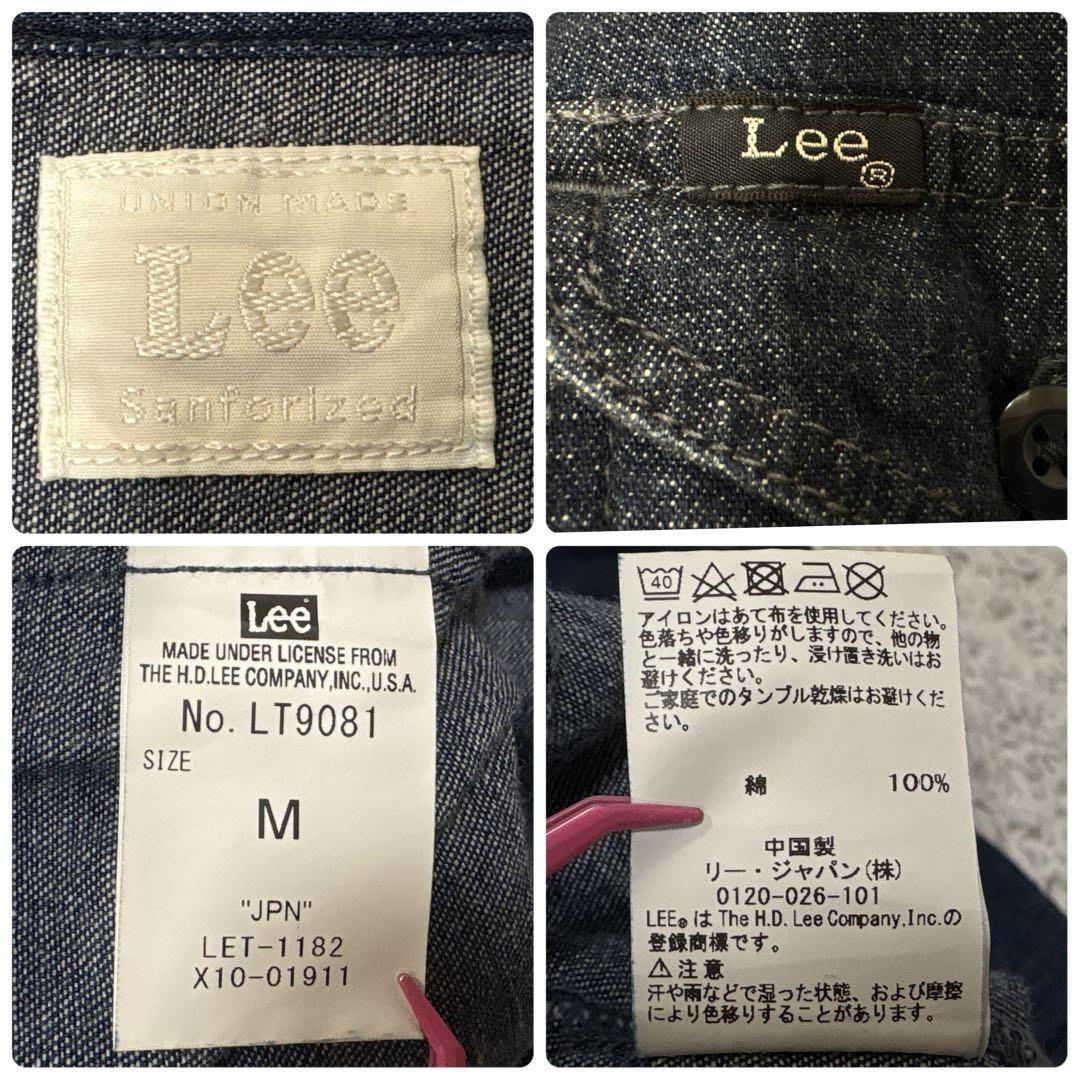 UNION MADE
Lee
Sanforized
Lee®
Lee®
MADE UNDER LICENSE FROM
THE H.D.LEE COMPANY,INC.,U.S.A.
No. LT9081
SIZE
M
"JPN"
LET-1182
X10-01911
40
アイロンはあて布を使用してください。
色落ちや色移りがしますので、他の物
と一緒に洗ったり、浸け置き洗いはお
避けください。
ご家庭でのタンブル乾燥はお避けくだ
さい。
綿 100%
中国製
リー・ジャパン(株)
0120-026-101
LEE®は The H.D. Lee Company,Inc.の
登録商標です。
⚠注意
汗や雨などで湿った状態、および摩擦
により色移りすることがあります。